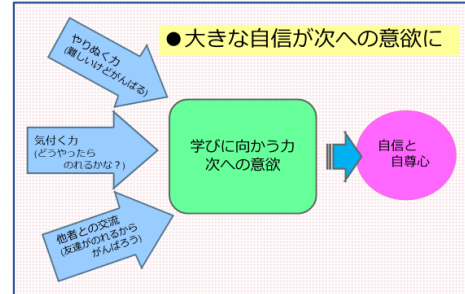 ●大きな自信が次への意欲に
やりぬく力
(難しいけどがんばる)
気付く力
(どうやったら
のれるかな？)
他者との交流
(友達がのれるから
がんばろう)
学びに向かう力
次への意欲
自信と
自尊心